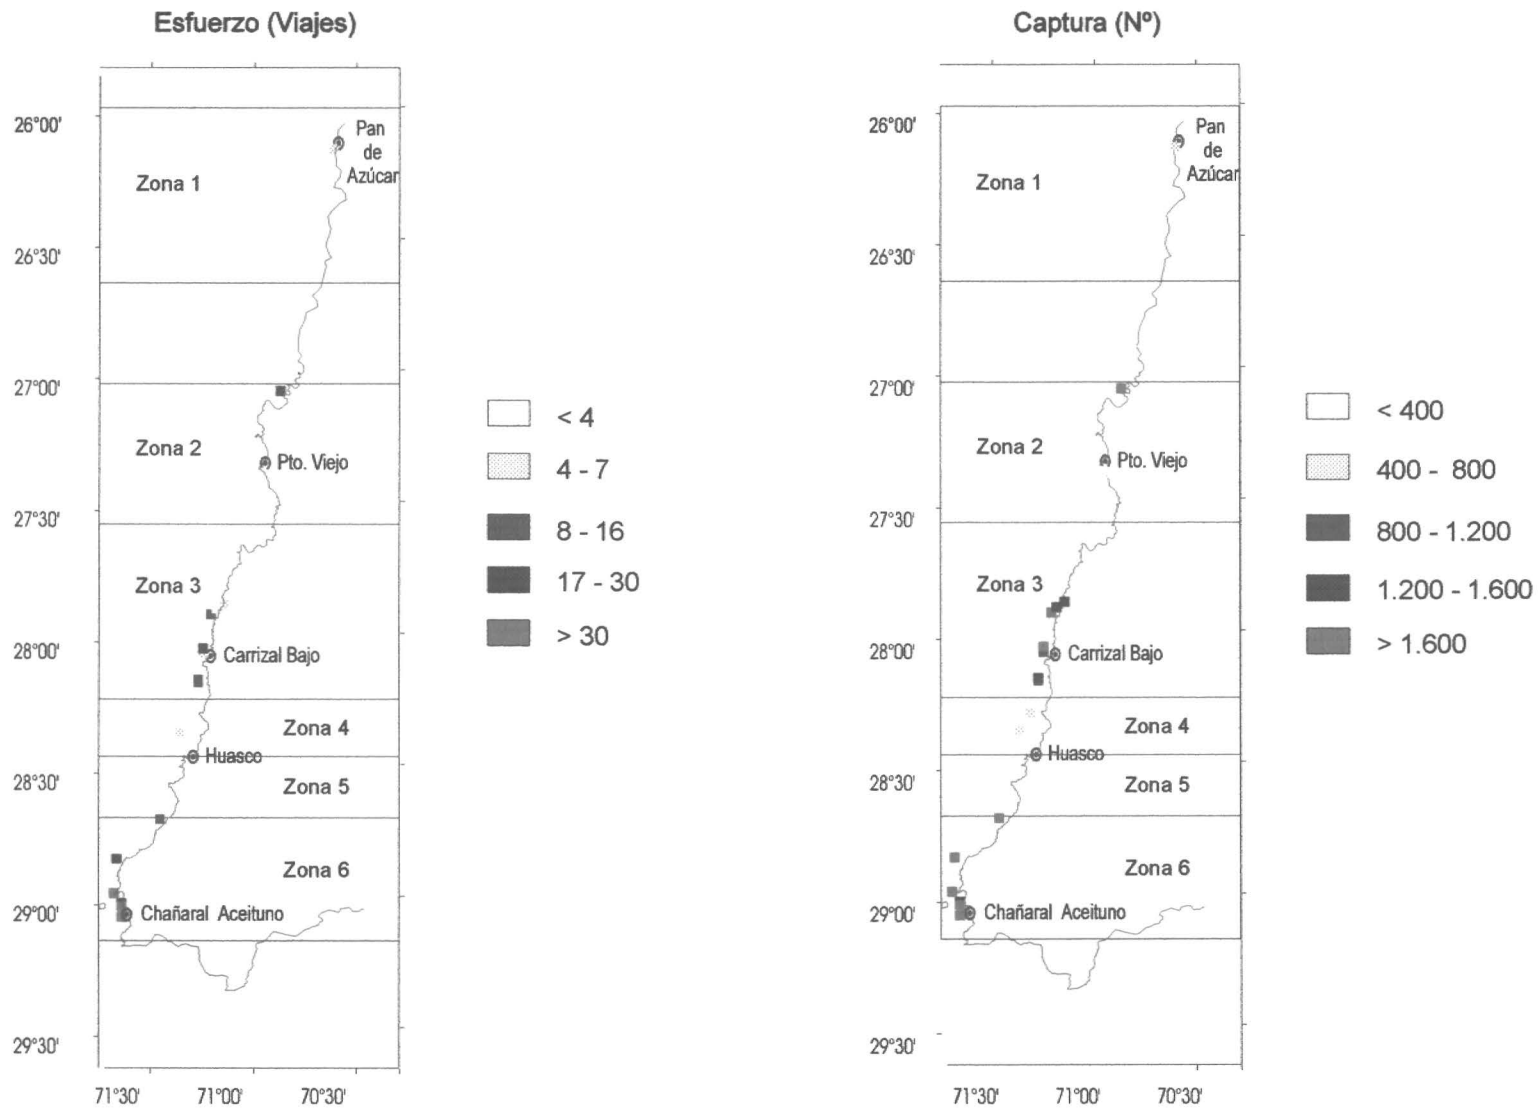 Esfuerzo (Viajes)
26°00'
26°30'
27°00'
27°30'
28°00'
28°30'
29°00'
29°30'
71°30'
71°00'
70°30'
Zona 1
Pan
de
Azúcar
Zona 2
Pto. Viejo
Zona 3
Carrizal Bajo
Zona 4
Huasco
Zona 5
Zona 6
Chañaral Aceituno
< 4
4 - 7
8 - 16
17 - 30
> 30
Captura (Nº)
26°00'
26°30'
27°00'
27°30'
28°00'
28°30'
29°00'
29°30'
71°30'
71°00'
70°30'
Zona 1
Pan
de
Azúcar
Zona 2
Pto. Viejo
Zona 3
Carrizal Bajo
Zona 4
Huasco
Zona 5
Zona 6
Chañaral Aceituno
< 400
400 - 800
800 - 1.200
1.200 - 1.600
> 1.600